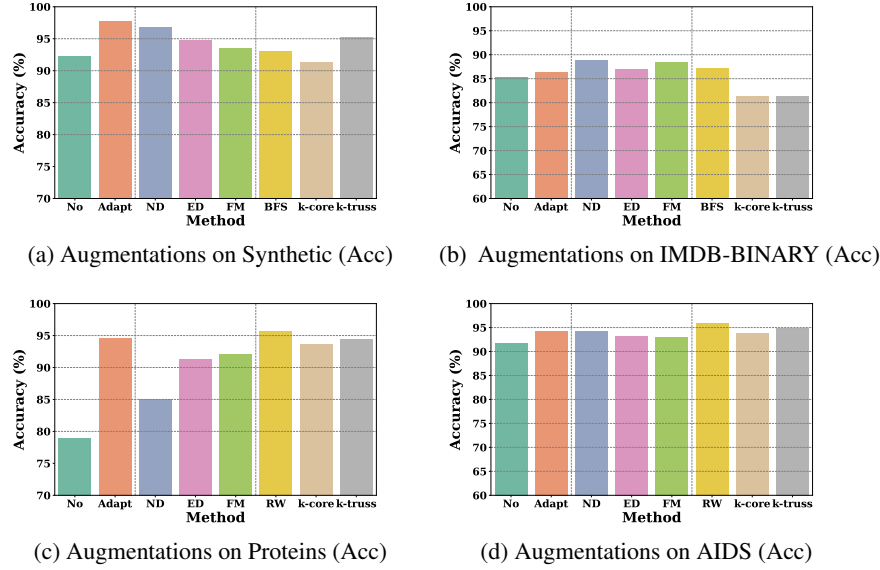 100
95
90
85
80
75
70
Accuracy (%)
No Adapt ND ED FM BFS k-core k-truss
Method
(a) Augmentations on Synthetic (Acc)
100
95
90
85
80
75
70
65
60
Accuracy (%)
No Adapt ND ED FM BFS k-core k-truss
Method
(b) Augmentations on IMDB-BINARY (Acc)
100
95
90
85
80
75
70
Accuracy (%)
No Adapt ND ED FM RW k-core k-truss
Method
(c) Augmentations on Proteins (Acc)
100
95
90
85
80
75
70
65
60
Accuracy (%)
No Adapt ND ED FM RW k-core k-truss
Method
(d) Augmentations on AIDS (Acc)